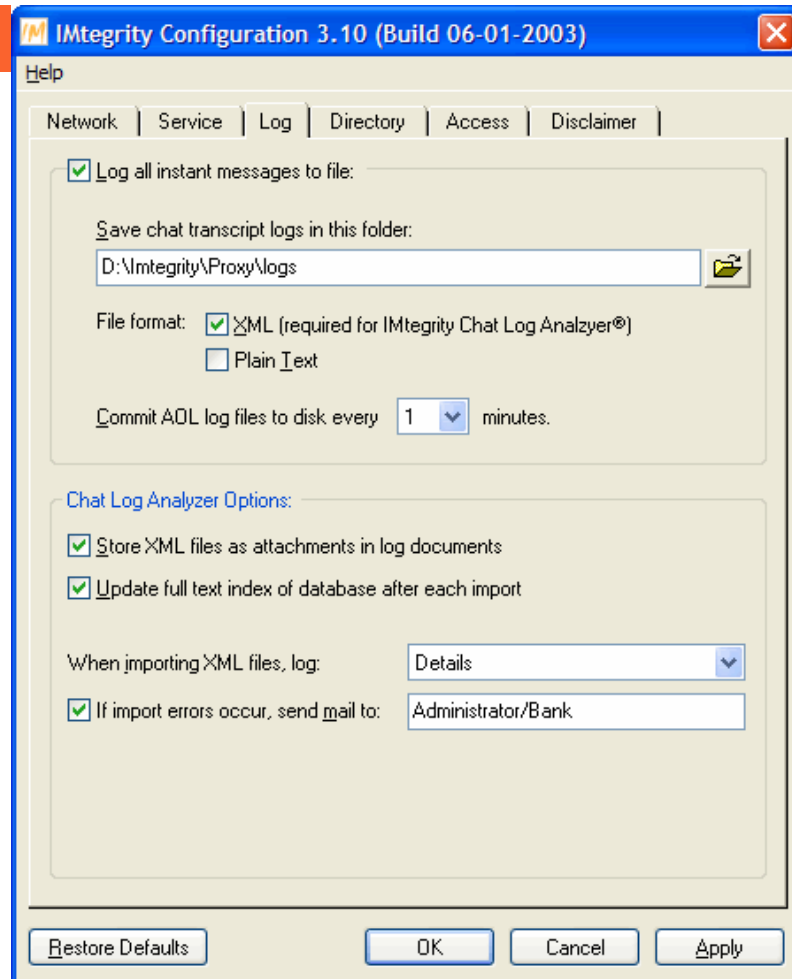 IM IMtegrity Configuration 3.10 (Build 06-01-2003)
Help
Network Service Log Directory Access Disclaimer
Log all instant messages to file:
Save chat transcript logs in this folder:
D:\Imtegrity\Proxy\logs
File format: XML (required for IMtegrity Chat Log Analzyer®)
Plain Text
Commit AOL log files to disk every 1 minutes.
Chat Log Analyzer Options:
Store XML files as attachments in log documents
Update full text index of database after each import
When importing XML files, log: Details
If import errors occur, send mail to: Administrator/Bank
Restore Defaults OK Cancel Apply